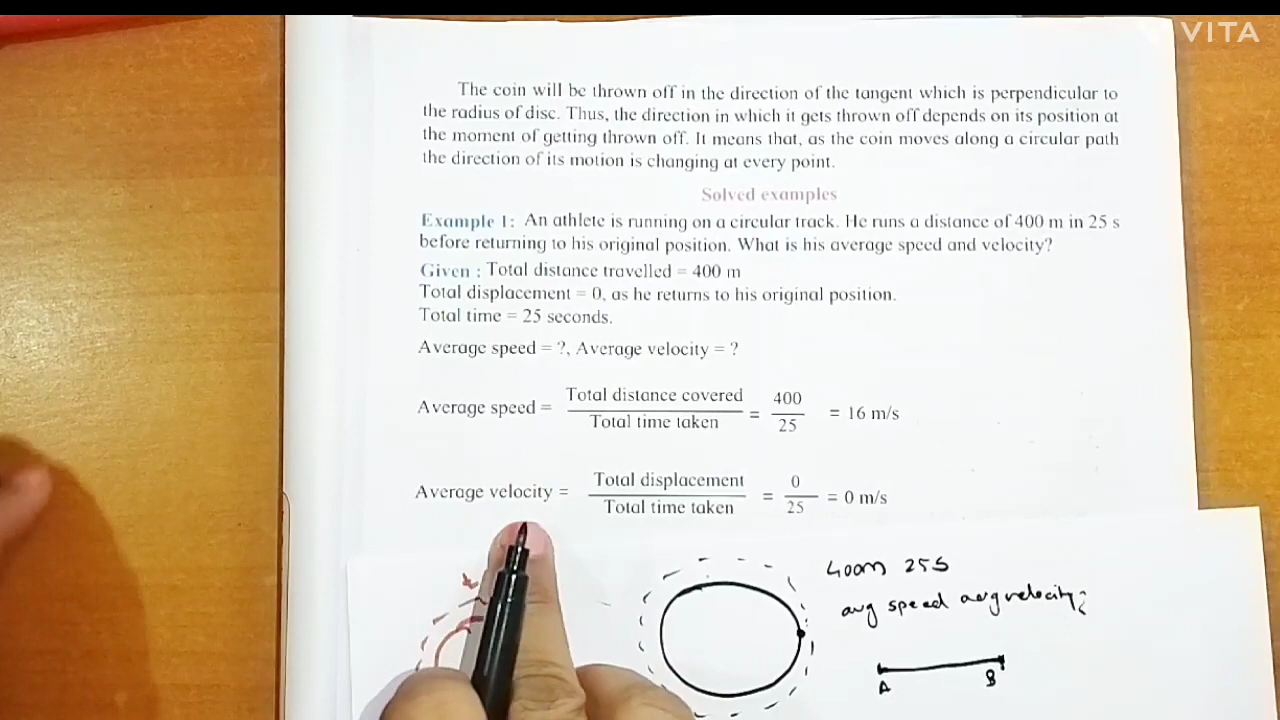 VITA
The coin will be thrown off in the direction of the tangent which is perpendicular to
the radius of disc. Thus, the direction in which it gets thrown off depends on its position at
the moment of getting thrown off. It means that, as the coin moves along a circular path
the direction of its motion is changing at every point.
Solved examples
Example 1: An athlete is running on a circular track. He runs a distance of 400 m in 25 s
before returning to his original position. What is his average speed and velocity?
Given : Total distance travelled = 400 m
Total displacement = 0, as he returns to his original position.
Total time = 25 seconds.
Average speed = ?, Average velocity = ?
Average speed = Total distance covered / Total time taken = 400 / 25 = 16 m/s
Average velocity = Total displacement / Total time taken = 0 / 25 = 0 m/s
400m 25S
avg speed avg velocity?
A B